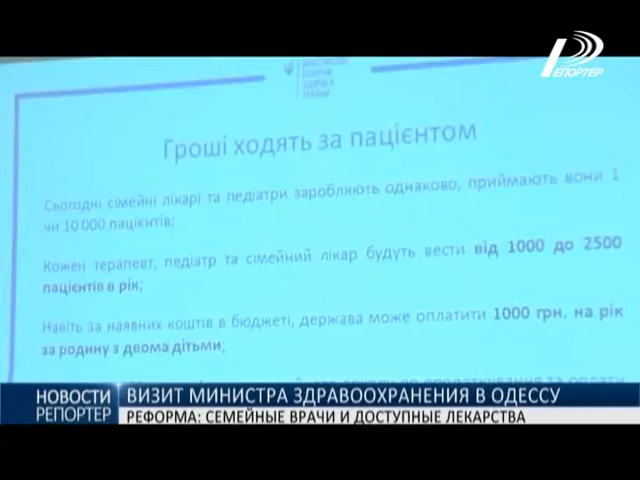 РЕПОРТЕР
Гроші ходять за пацієнтом
Сьогодні сімейні лікарі та педіатри заробляють однаково, приймають вони 1
чи 10 000 пацієнтів;
Кожен терапевт, педіатр та сімейний лікар будуть вести від 1000 до 2500
пацієнтів в рік;
Навіть за наявних коштів в бюджеті, держава може оплатити 1000 грн. на рік
за родину з двома дітьми;
НОВОСТИ
РЕПОРТЕР
ВИЗИТ МИНИСТРА ЗДРАВООХРАНЕНИЯ В ОДЕССУ
РЕФОРМА: СЕМЕЙНЫЕ ВРАЧИ И ДОСТУПНЫЕ ЛЕКАРСТВА